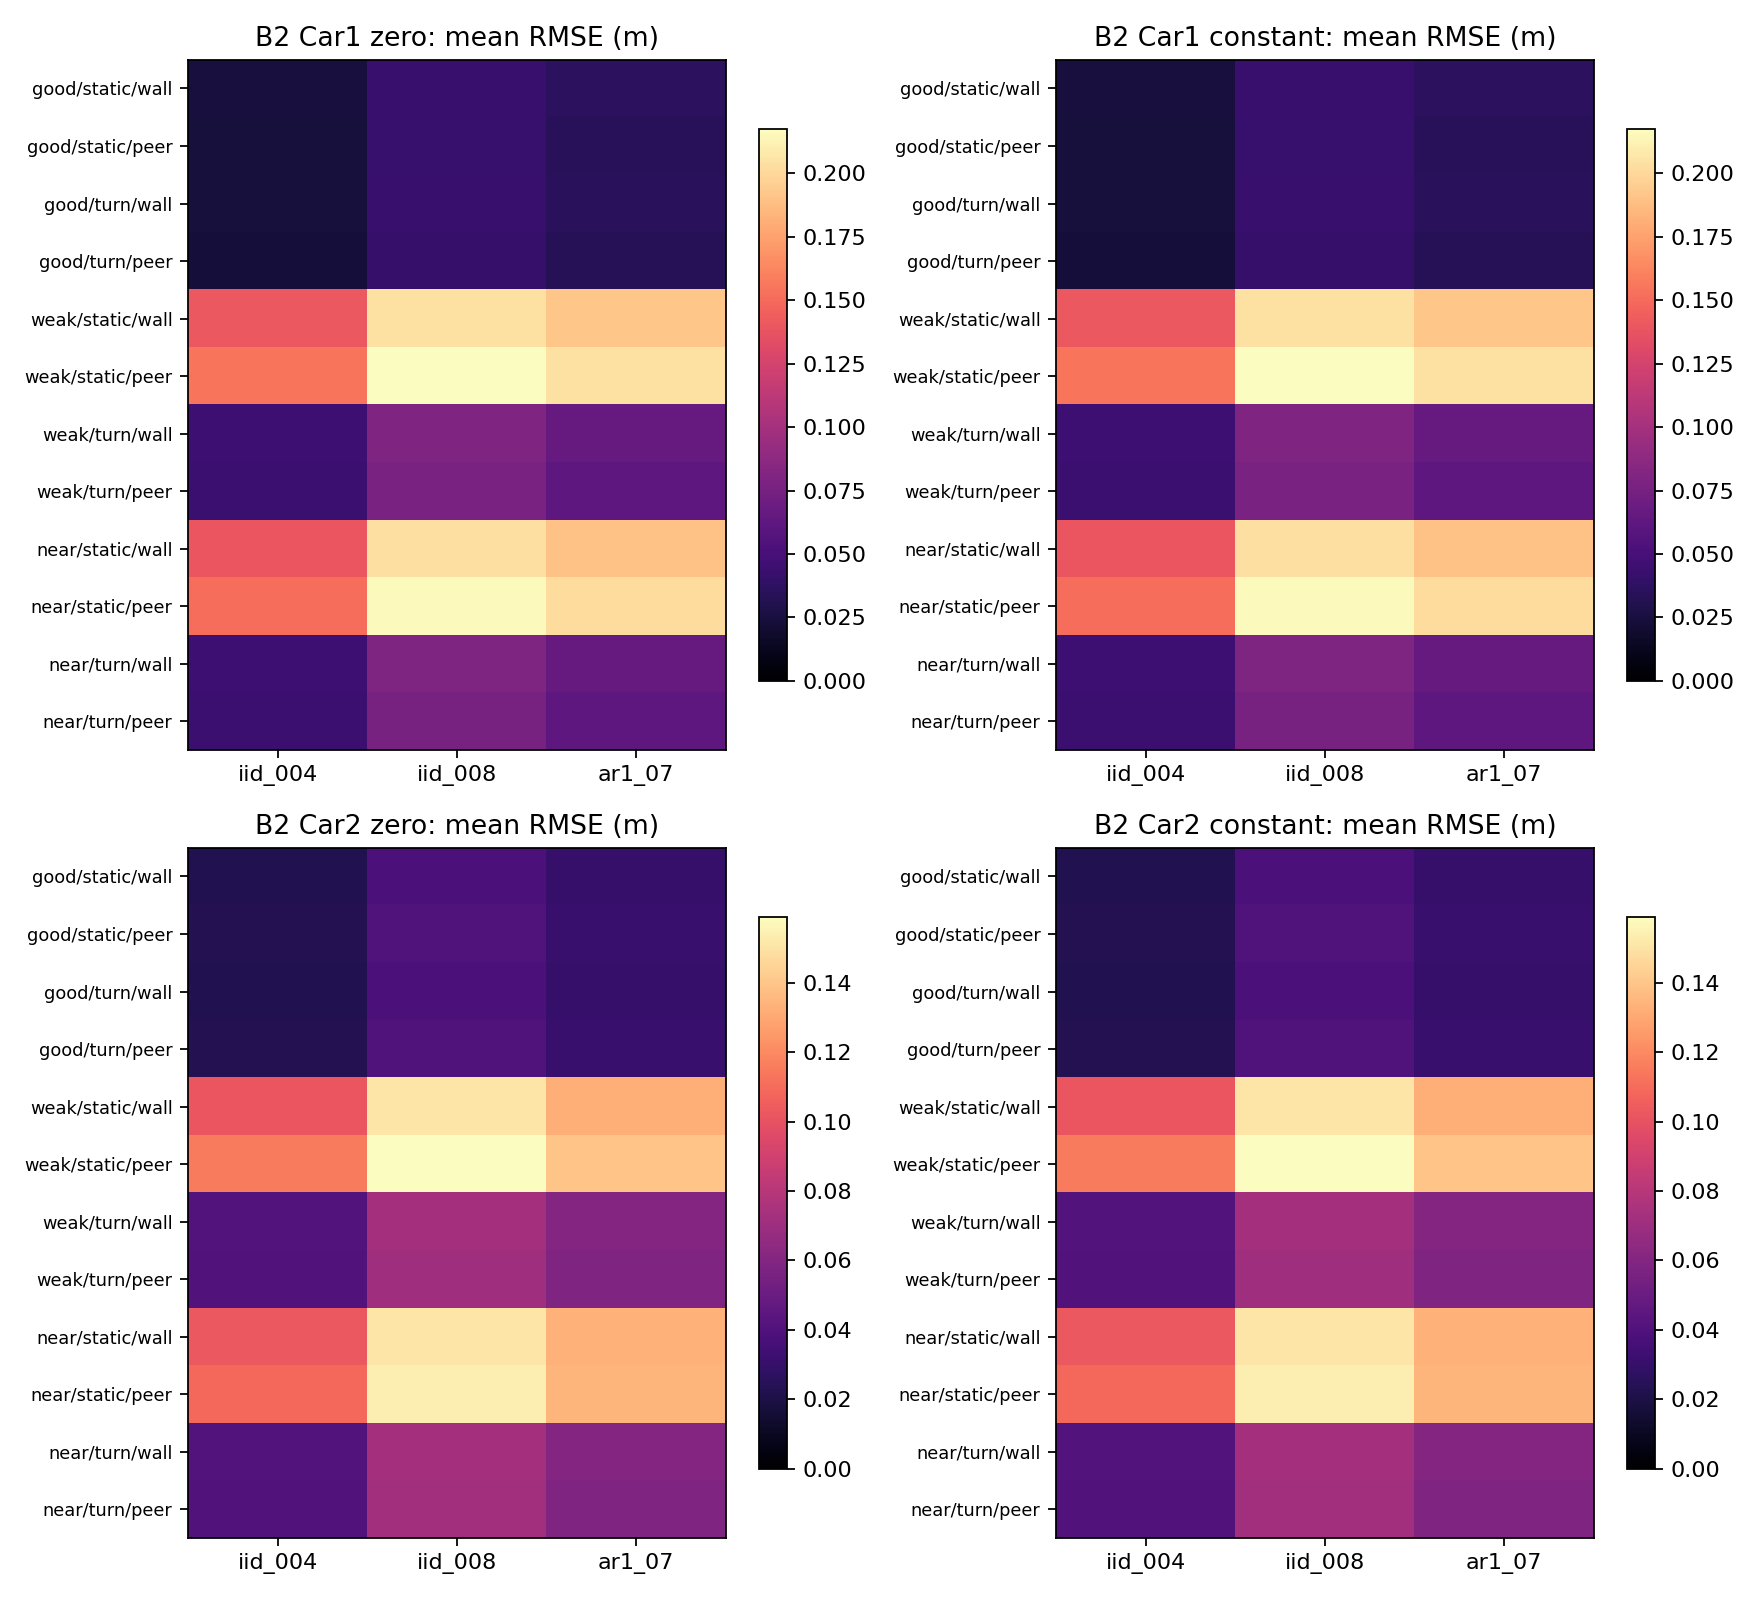 B2 Car1 zero: mean RMSE (m)
good/static/wall
good/static/peer
good/turn/wall
good/turn/peer
weak/static/wall
weak/static/peer
weak/turn/wall
weak/turn/peer
near/static/wall
near/static/peer
near/turn/wall
near/turn/peer
iid_004 iid_008 ar1_07
0.200
0.175
0.150
0.125
0.100
0.075
0.050
0.025
0.000
B2 Car1 constant: mean RMSE (m)
good/static/wall
good/static/peer
good/turn/wall
good/turn/peer
weak/static/wall
weak/static/peer
weak/turn/wall
weak/turn/peer
near/static/wall
near/static/peer
near/turn/wall
near/turn/peer
iid_004 iid_008 ar1_07
0.200
0.175
0.150
0.125
0.100
0.075
0.050
0.025
0.000
B2 Car2 zero: mean RMSE (m)
good/static/wall
good/static/peer
good/turn/wall
good/turn/peer
weak/static/wall
weak/static/peer
weak/turn/wall
weak/turn/peer
near/static/wall
near/static/peer
near/turn/wall
near/turn/peer
iid_004 iid_008 ar1_07
0.14
0.12
0.10
0.08
0.06
0.04
0.02
0.00
B2 Car2 constant: mean RMSE (m)
good/static/wall
good/static/peer
good/turn/wall
good/turn/peer
weak/static/wall
weak/static/peer
weak/turn/wall
weak/turn/peer
near/static/wall
near/static/peer
near/turn/wall
near/turn/peer
iid_004 iid_008 ar1_07
0.14
0.12
0.10
0.08
0.06
0.04
0.02
0.00